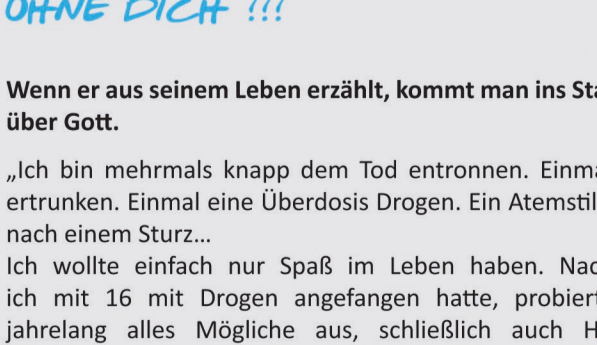 OHNE DICH !!!
Wenn er aus seinem Leben erzählt, kommt man ins
über Gott.
„Ich bin mehrmals knapp dem Tod entronnen.
ertrunken. Einmal eine Überdosis Drogen. Ein
nach einem Sturz...
Ich wollte einfach nur Spaß im Leben haben.
ich mit 16 mit Drogen angefangen hatte,
jahrelang alles Mögliche aus, schließlich auch